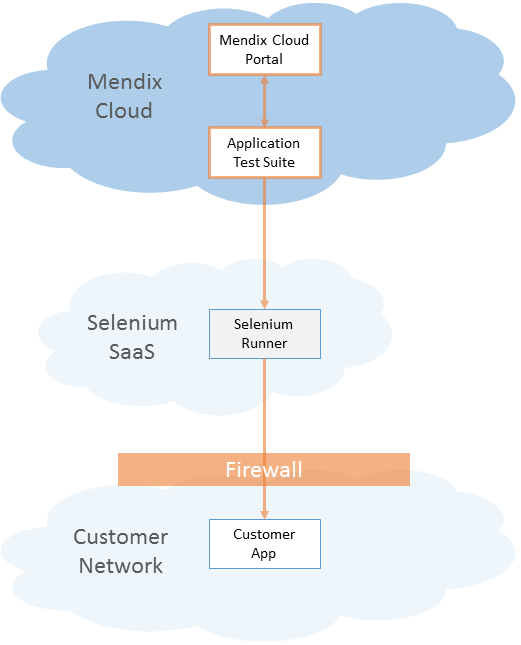 Mendix Cloud
Portal
Mendix
Cloud
Application
Test Suite
Selenium
SaaS
Selenium
Runner
Firewall
Customer
Network
Customer
App